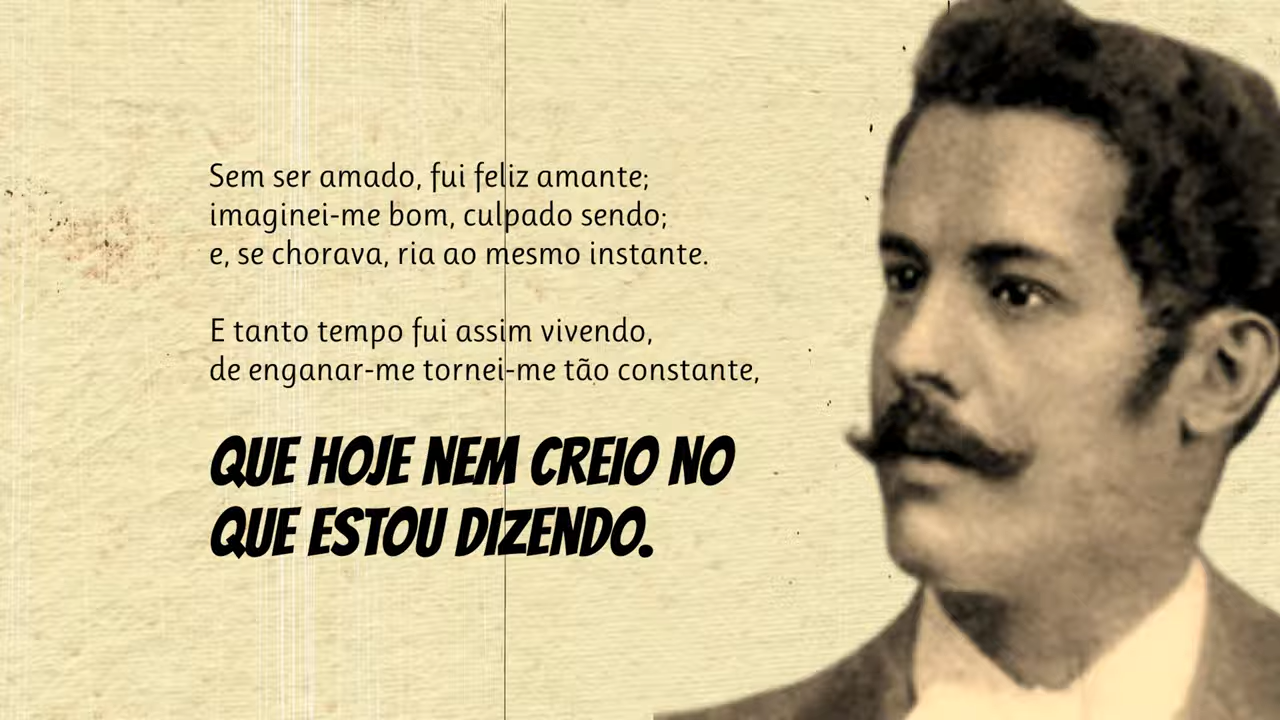 Sem ser amado, fui feliz amante;
imaginei-me bom, culpado sendo;
e, se chorava, ria ao mesmo instante.
E tanto tempo fui assim vivendo,
de enganar-me tornei-me tão constante,
QUE HOJE NEM CREIO NO
QUE ESTOU DIZENDO.